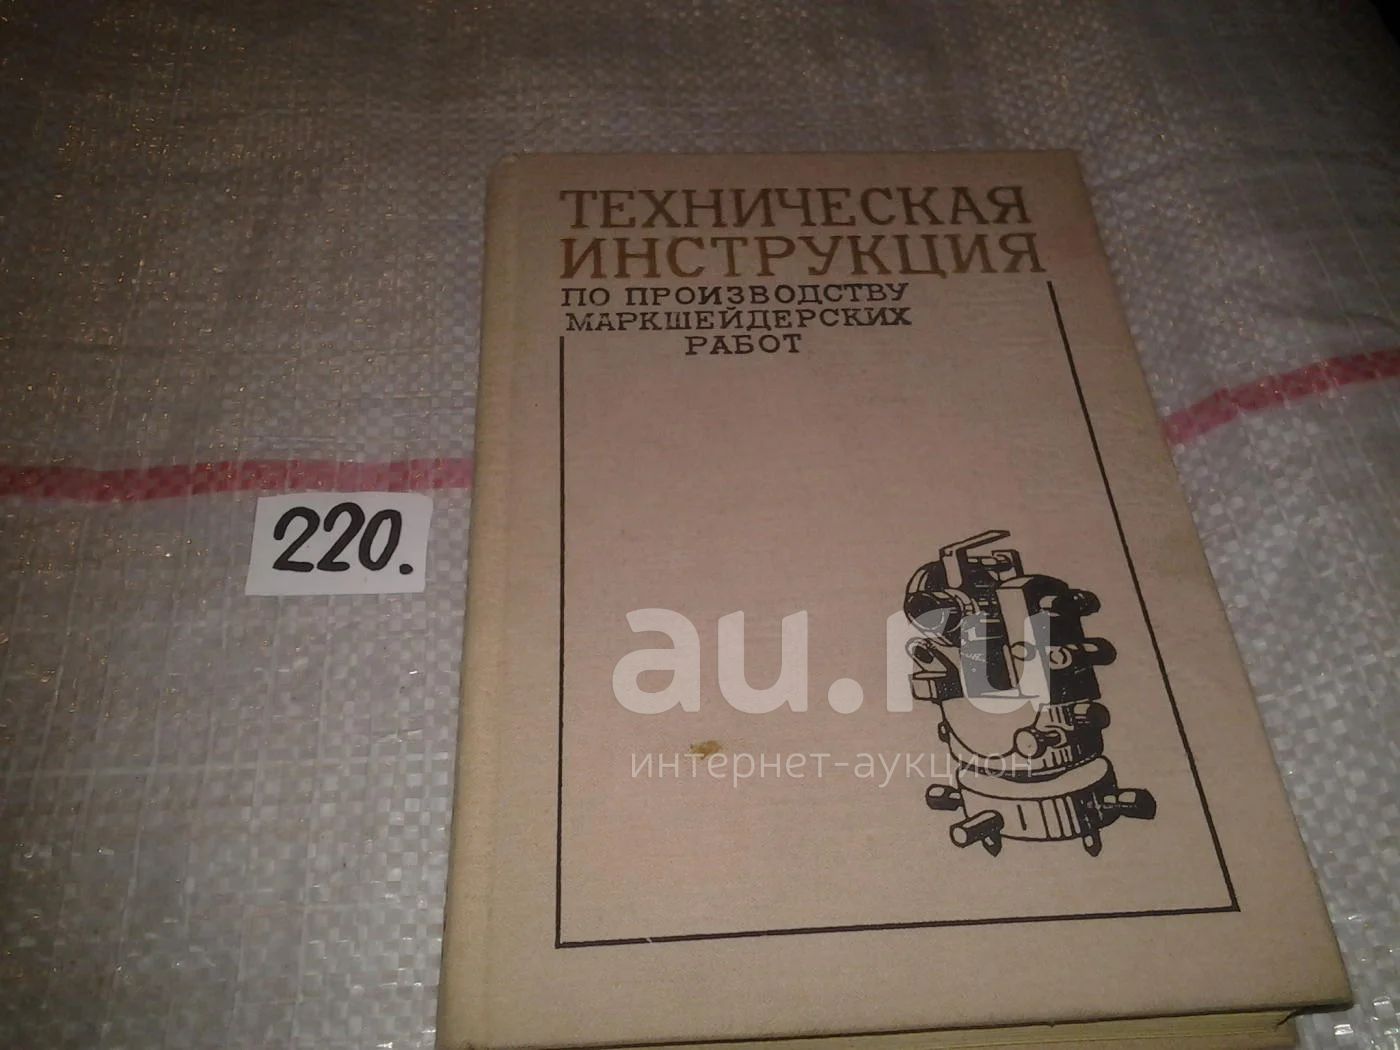 ТЕХНИЧЕСКАЯ
ИНСТРУКЦИЯ
ПО ПРОИЗВОДСТВУ
МАРКШЕЙДЕРСКИХ
РАБОТ
220.
au.ru
интернет-аукцион